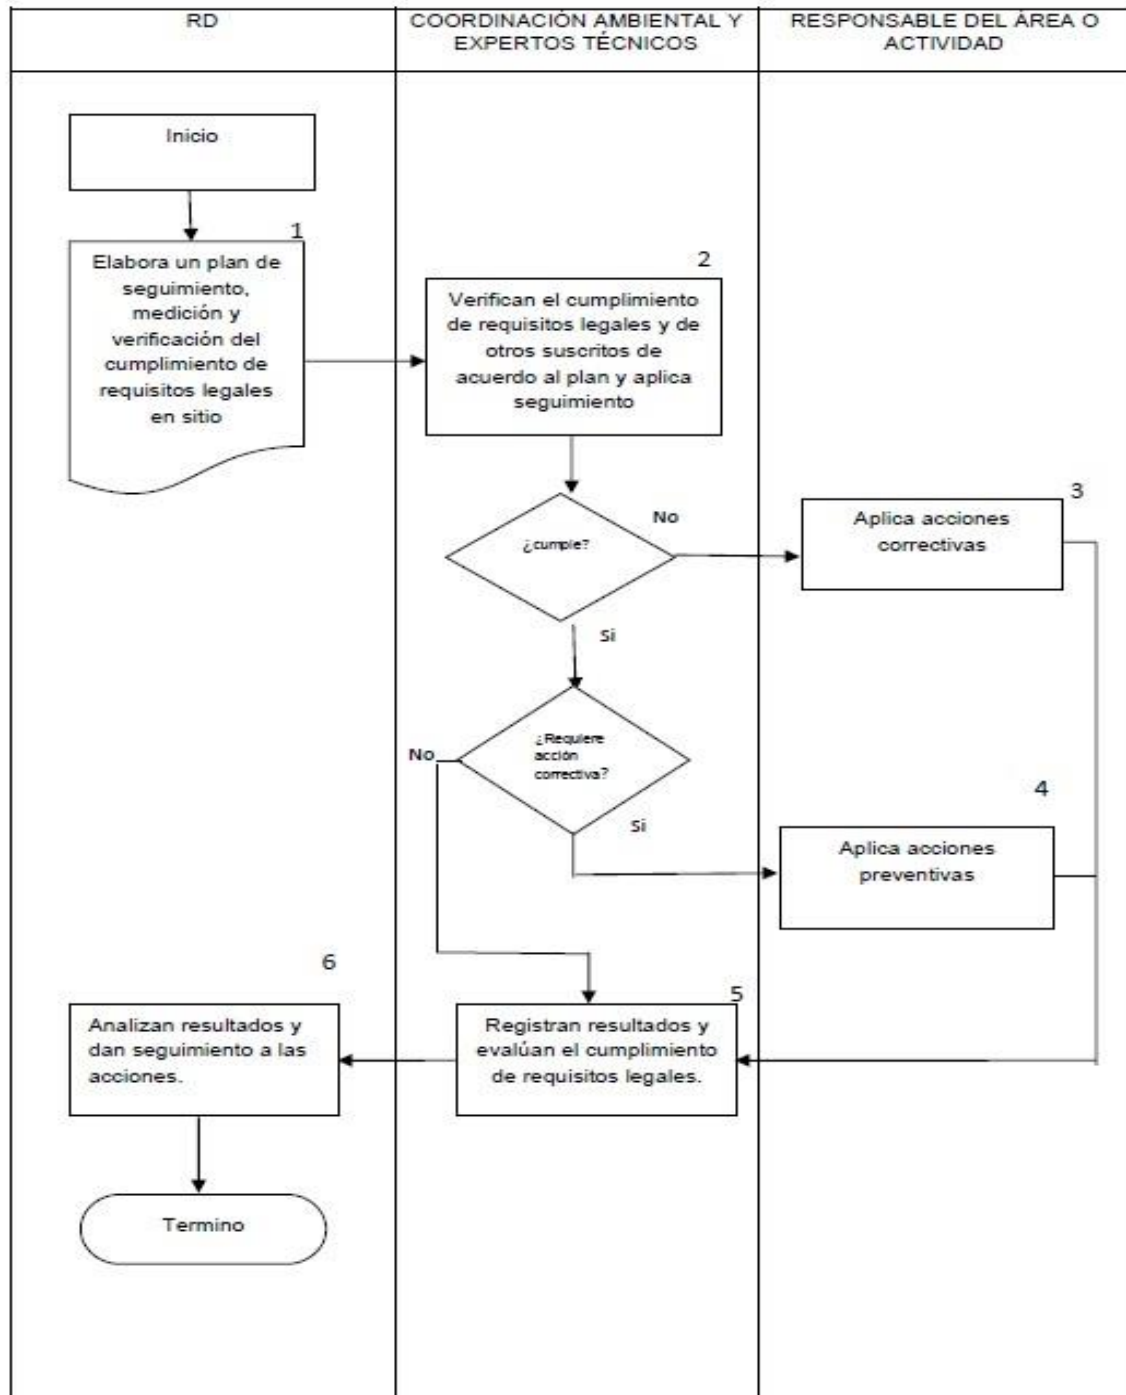 RD
COORDINACIÓN AMBIENTAL Y
EXPERTOS TÉCNICOS
RESPONSABLE DEL ÁREA O
ACTIVIDAD
Inicio
1
Elabora un plan de
seguimiento,
medición y
verificación del
cumplimiento de
requisitos legales
en sitio
2
Verifican el cumplimiento
de requisitos legales y de
otros suscritos de
acuerdo al plan y aplica
seguimiento
¿cumple?
No
3
Aplica acciones
correctivas
Si
¿Requiere
acción
correctiva?
No
Si
4
Aplica acciones
preventivas
5
Registran resultados y
evalúan el cumplimiento
de requisitos legales.
6
Analizan resultados y
dan seguimiento a las
acciones.
Termino